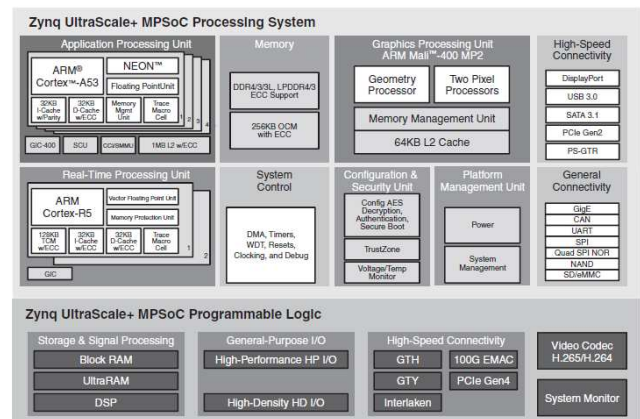 Zynq UltraScale+ MPSoC Processing System
Application Processing Unit
ARM®
Cortex™-A53
NEON™
Floating PointUnit
32KB
I-Cache
w/Parity
32KB
D-Cache
w/ECC
Memory
Mgmt
Unit
Trace
Macro
Cell
1
2
3
4
GIC-400
SCU
CCI/SMMU
1MB L2 w/ECC
Memory
DDR4/3/3L, LPDDR4/3
ECC Support
256KB OCM
with ECC
Graphics Processing Unit
ARM Mali™-400 MP2
Geometry
Processor
Two Pixel
Processors
Memory Management Unit
64KB L2 Cache
High-Speed
Connectivity
DisplayPort
USB 3.0
SATA 3.1
PCIe Gen2
PS-GTR
Real-Time Processing Unit
ARM
Cortex-R5
Vector Floating Point Unit
Memory Protection Unit
128KB
TCM
w/ECC
32KB
I-Cache
w/ECC
32KB
D-Cache
w/ECC
Trace
Macro
Cell
1
2
GIC
System
Control
DMA, Timers,
WDT, Resets,
Clocking, and Debug
Configuration &
Security Unit
Config AES
Decryption,
Authentication,
Secure Boot
TrustZone
Voltage/Temp
Monitor
Platform
Management Unit
Power
System
Management
General
Connectivity
GigE
CAN
UART
SPI
Quad SPI NOR
NAND
SD/eMMC
Zynq UltraScale+ MPSoC Programmable Logic
Storage & Signal Processing
Block RAM
UltraRAM
DSP
General-Purpose I/O
High-Performance HP I/O
High-Density HD I/O
High-Speed Connectivity
GTH
100G EMAC
GTY
PCIe Gen4
Interlaken
Video Codec
H.265/H.264
System Monitor